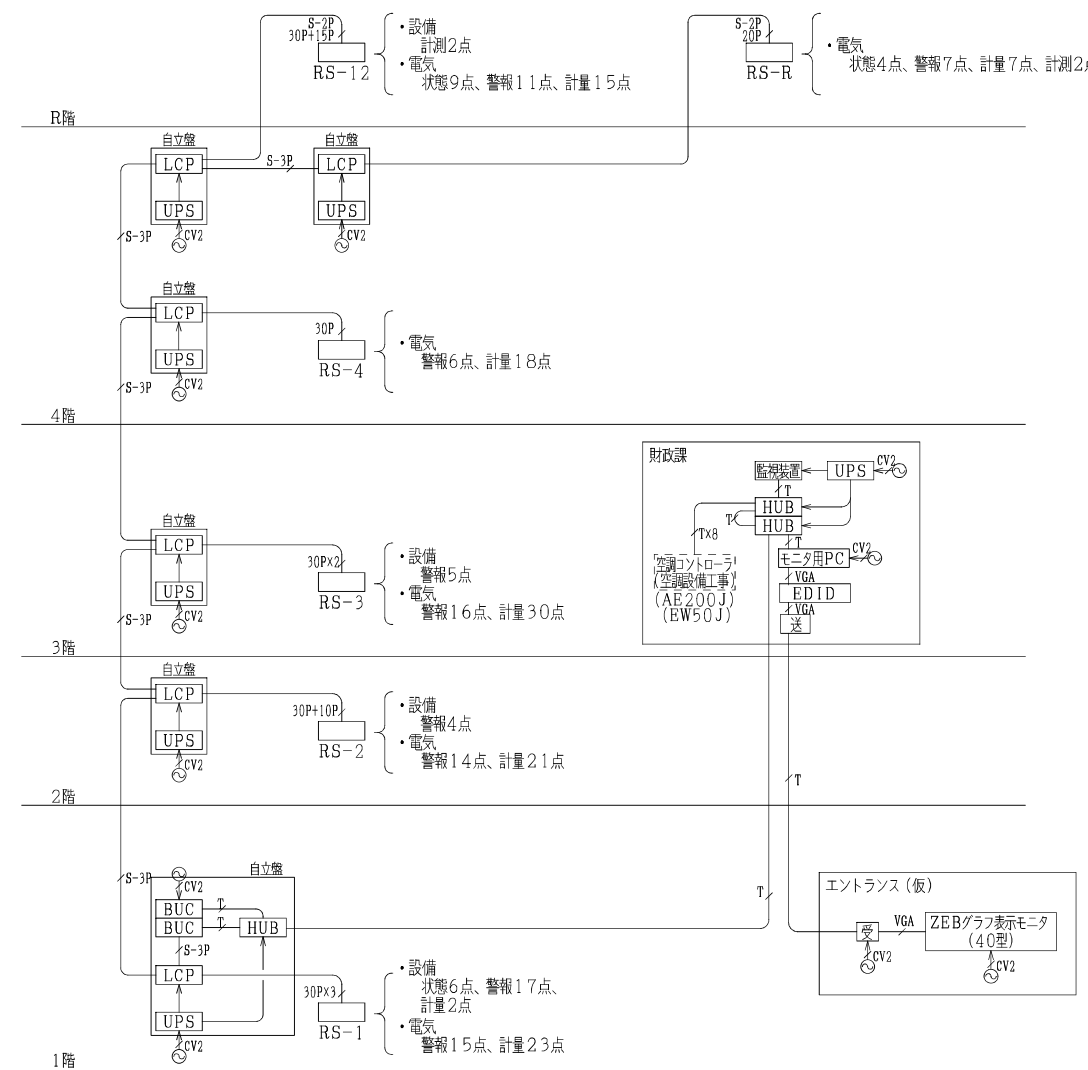 S-2P
30P+15P
RS-12
・設備
計測2点
・電気
状態9点、警報11点、計量15点
S-2P
20P
RS-R
・電気
状態4点、警報7点、計量7点、計測2
R階
自立盤
LCP
UPS
CV2
S-3P
自立盤
LCP
UPS
CV2
S-3P
自立盤
LCP
UPS
CV2
30P
RS-4
・電気
警報6点、計量18点
S-3P
4階
自立盤
LCP
UPS
CV2
30P×2
RS-3
・設備
警報5点
・電気
警報16点、計量30点
S-3P
財政課
監視装置
UPS
CV2
T
HUB
HUB
T
T×8
T
空調コントローラ
(空調設備工事)
(AE200J)
(EW50J)
モニタ用PC
CV2
VGA
EDID
VGA
送
3階
自立盤
LCP
UPS
CV2
30P+10P
RS-2
・設備
警報4点
・電気
警報14点、計量21点
T
2階
S-3P
自立盤
CV2
BUC
BUC
T
T
HUB
S-3P
LCP
UPS
CV2
30P×3
RS-1
・設備
状態6点、警報17点、
計量2点
・電気
警報15点、計量23点
T
エントランス(仮)
受
CV2
VGA
ZEBグラフ表示モニタ
(40型)
CV2
1階